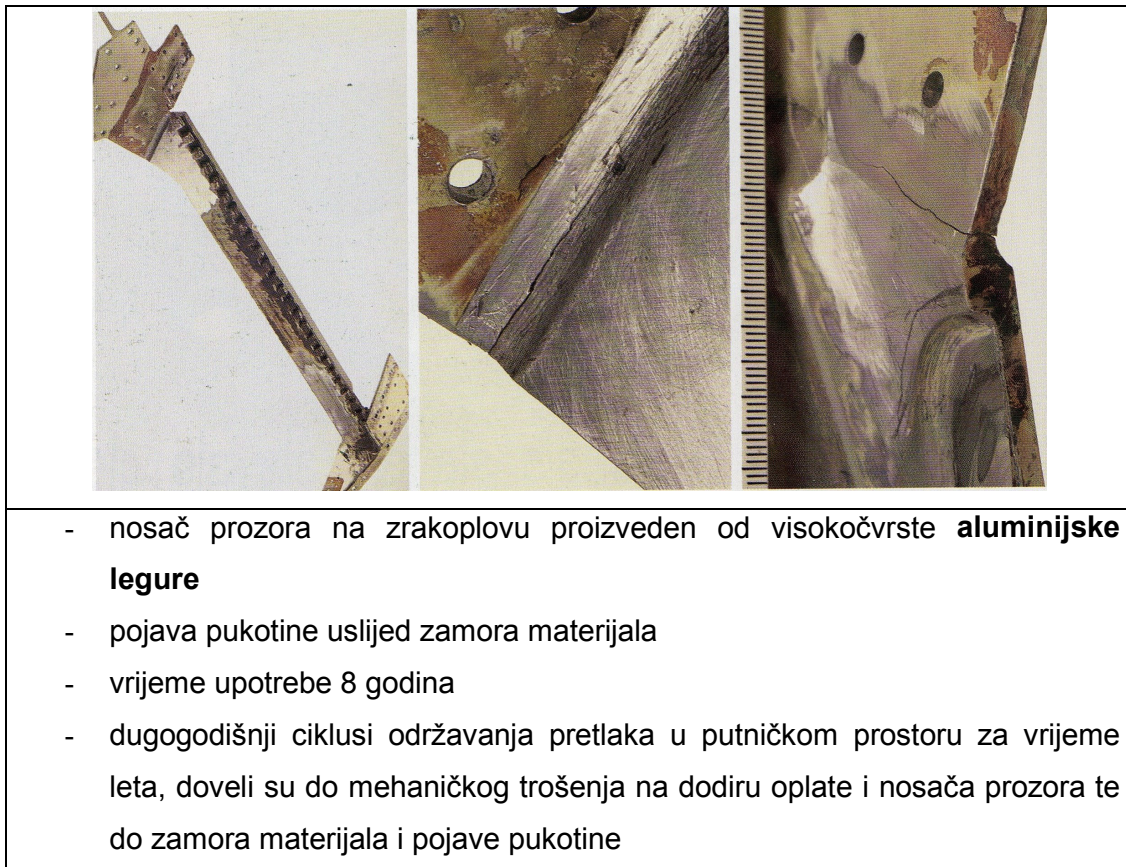 - nosač prozora na zrakoplovu proizveden od visokočvrste aluminijske
legure
- pojava pukotine uslijed zamora materijala
- vrijeme upotrebe 8 godina
- dugogodišnji ciklusi održavanja pretlaka u putničkom prostoru za vrijeme
leta, doveli su do mehaničkog trošenja na dodiru oplate i nosača prozora te
do zamora materijala i pojave pukotine